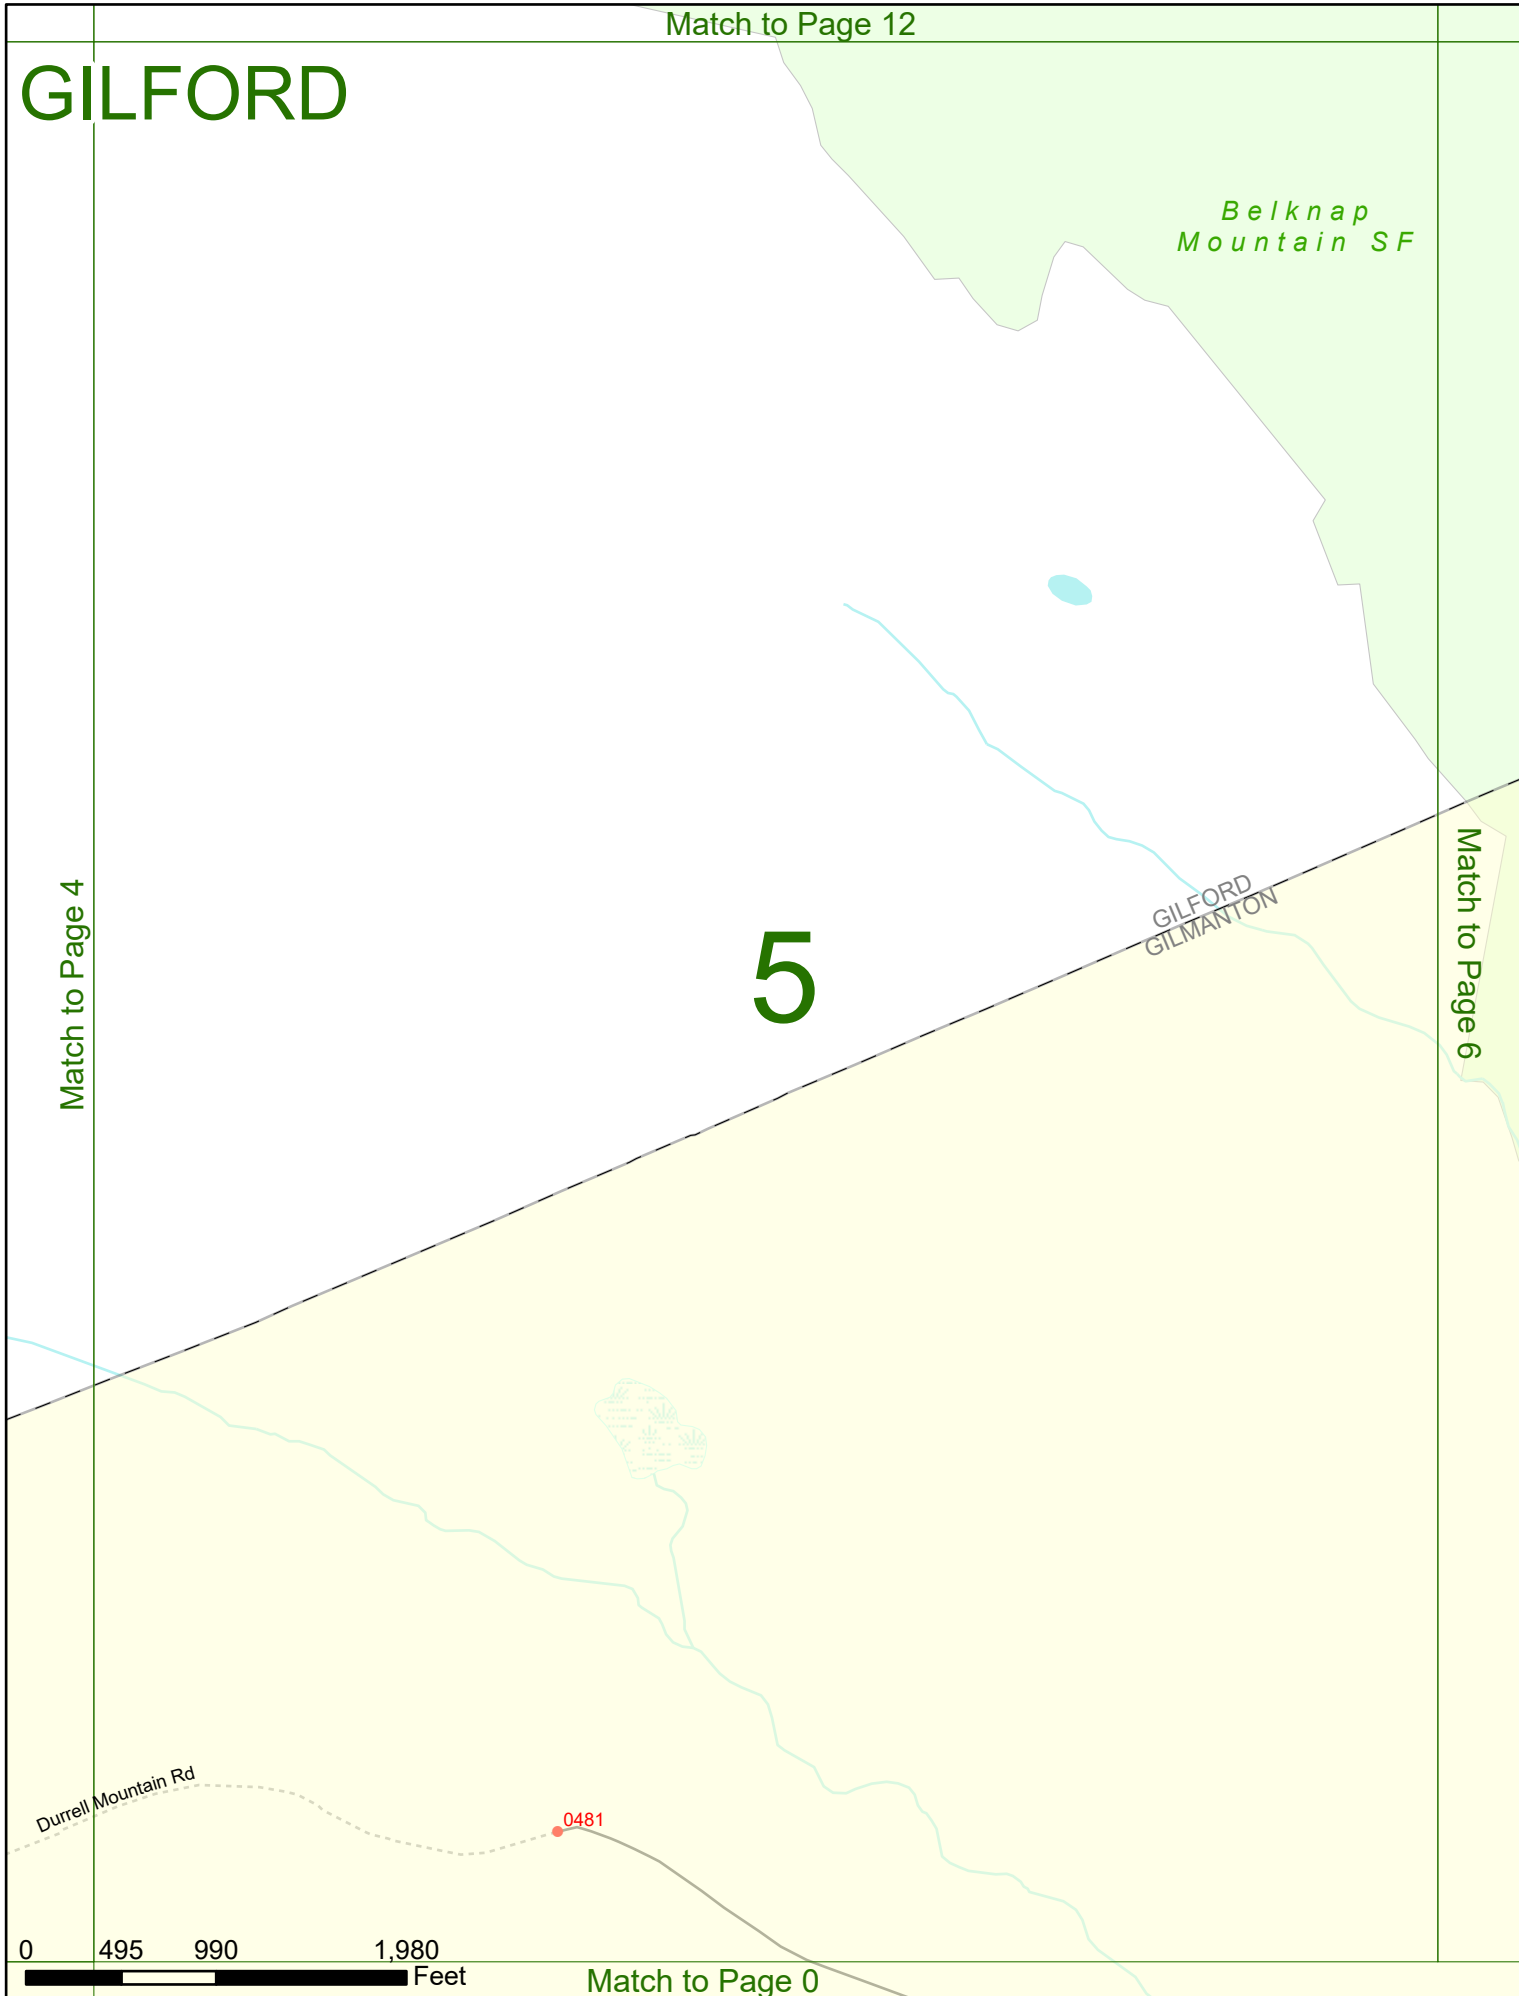 Match to Page 12
GILFORD
Belknap
Mountain SF
Match to Page 4
5
GILFORD
GILMANTON
Match to Page 6
Durrell Mountain Rd
0481
0 495 990 1,980
Feet
Match to Page 0